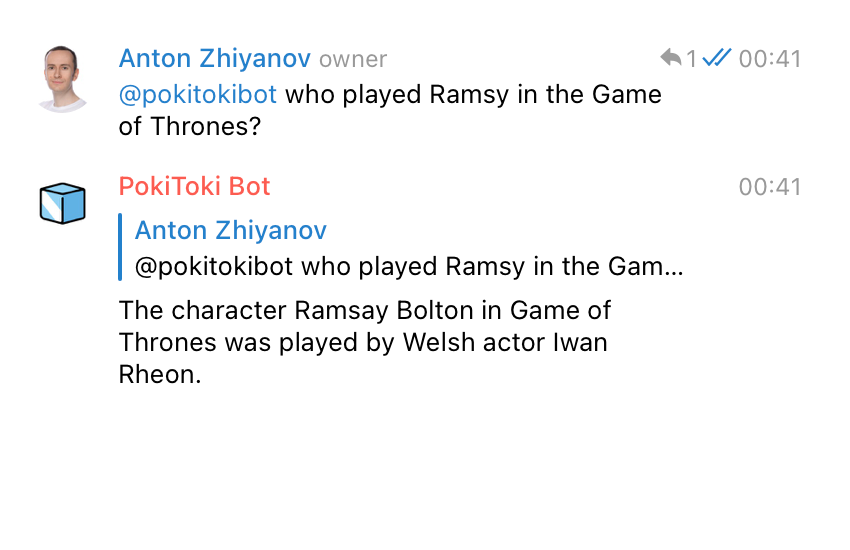 Anton Zhiyanov owner 1 00:41
@pokitokibot who played Ramsy in the Game
of Thrones?
PokiToki Bot 00:41
Anton Zhiyanov
@pokitokibot who played Ramsy in the Gam...
The character Ramsay Bolton in Game of
Thrones was played by Welsh actor Iwan
Rheon.